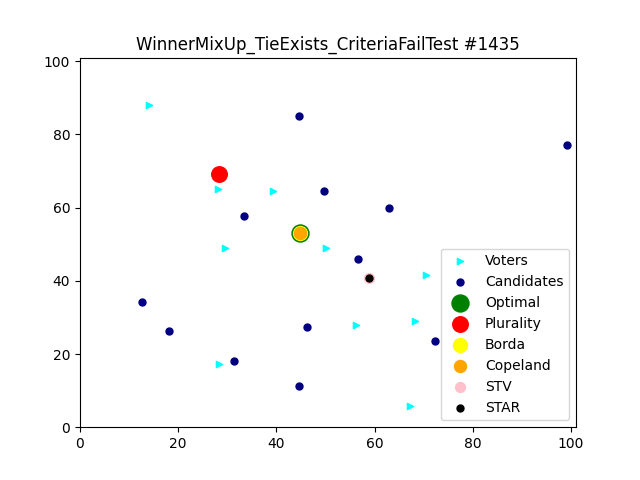 WinnerMixUp_TieExists_CriteriaFailTest #1435
100
80
60
40
20
0
0
20
40
60
80
100
Voters
Candidates
Optimal
Plurality
Borda
Copeland
STV
STAR